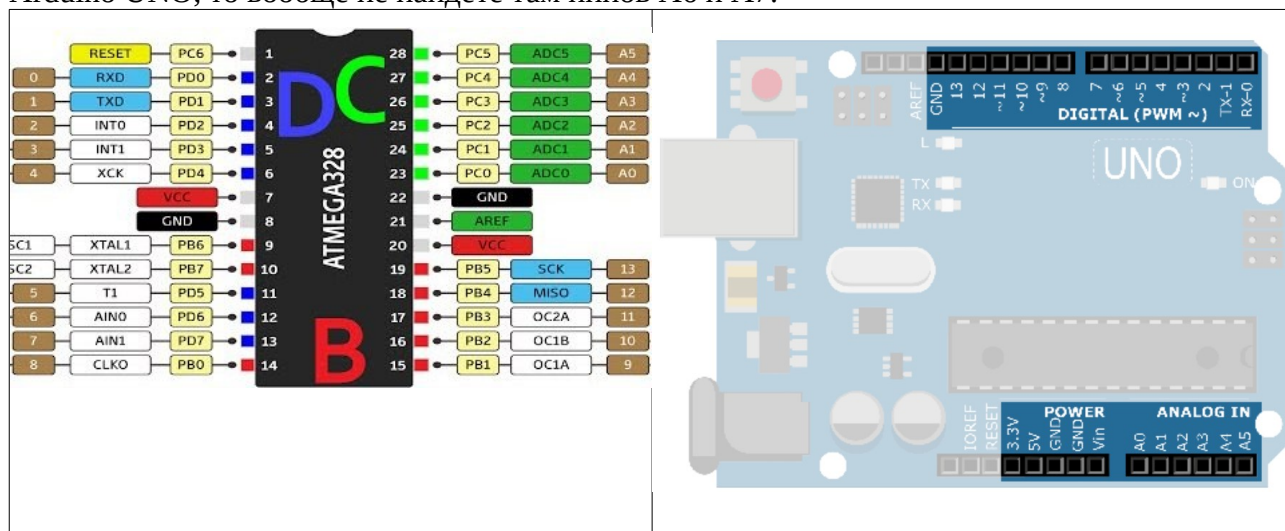 Arduino UNO, то вообще не найдете там пинов A6 и A7.
RESET PC6 1 28 PC5 ADC5 A5
0 RXD PD0 2 27 PC4 ADC4 A4
1 TXD PD1 3 26 PC3 ADC3 A3
2 INT0 PD2 4 25 PC2 ADC2 A2
3 INT1 PD3 5 24 PC1 ADC1 A1
4 XCK PD4 6 23 PC0 ADC0 A0
VCC 7 22 GND
GND 8 21 AREF
SC1 XTAL1 PB6 9 20 VCC
SC2 XTAL2 PB7 10 19 PB5 SCK 13
5 T1 PD5 11 18 PB4 MISO 12
6 AIN0 PD6 12 17 PB3 OC2A 11
7 AIN1 PD7 13 16 PB2 OC1B 10
8 CLKO PB0 14 15 PB1 OC1A 9
D C
ATMEGA328
B
AREF GND 13 12 ~11 ~10 ~9 8 7 ~6 ~5 4 ~3 2 TX-1 RX-0
DIGITAL (PWM ~)
L
TX
RX
UNO
ON
POWER ANALOG IN
IOREF RESET 3.3V 5V GND GND Vin A0 A1 A2 A3 A4 A5